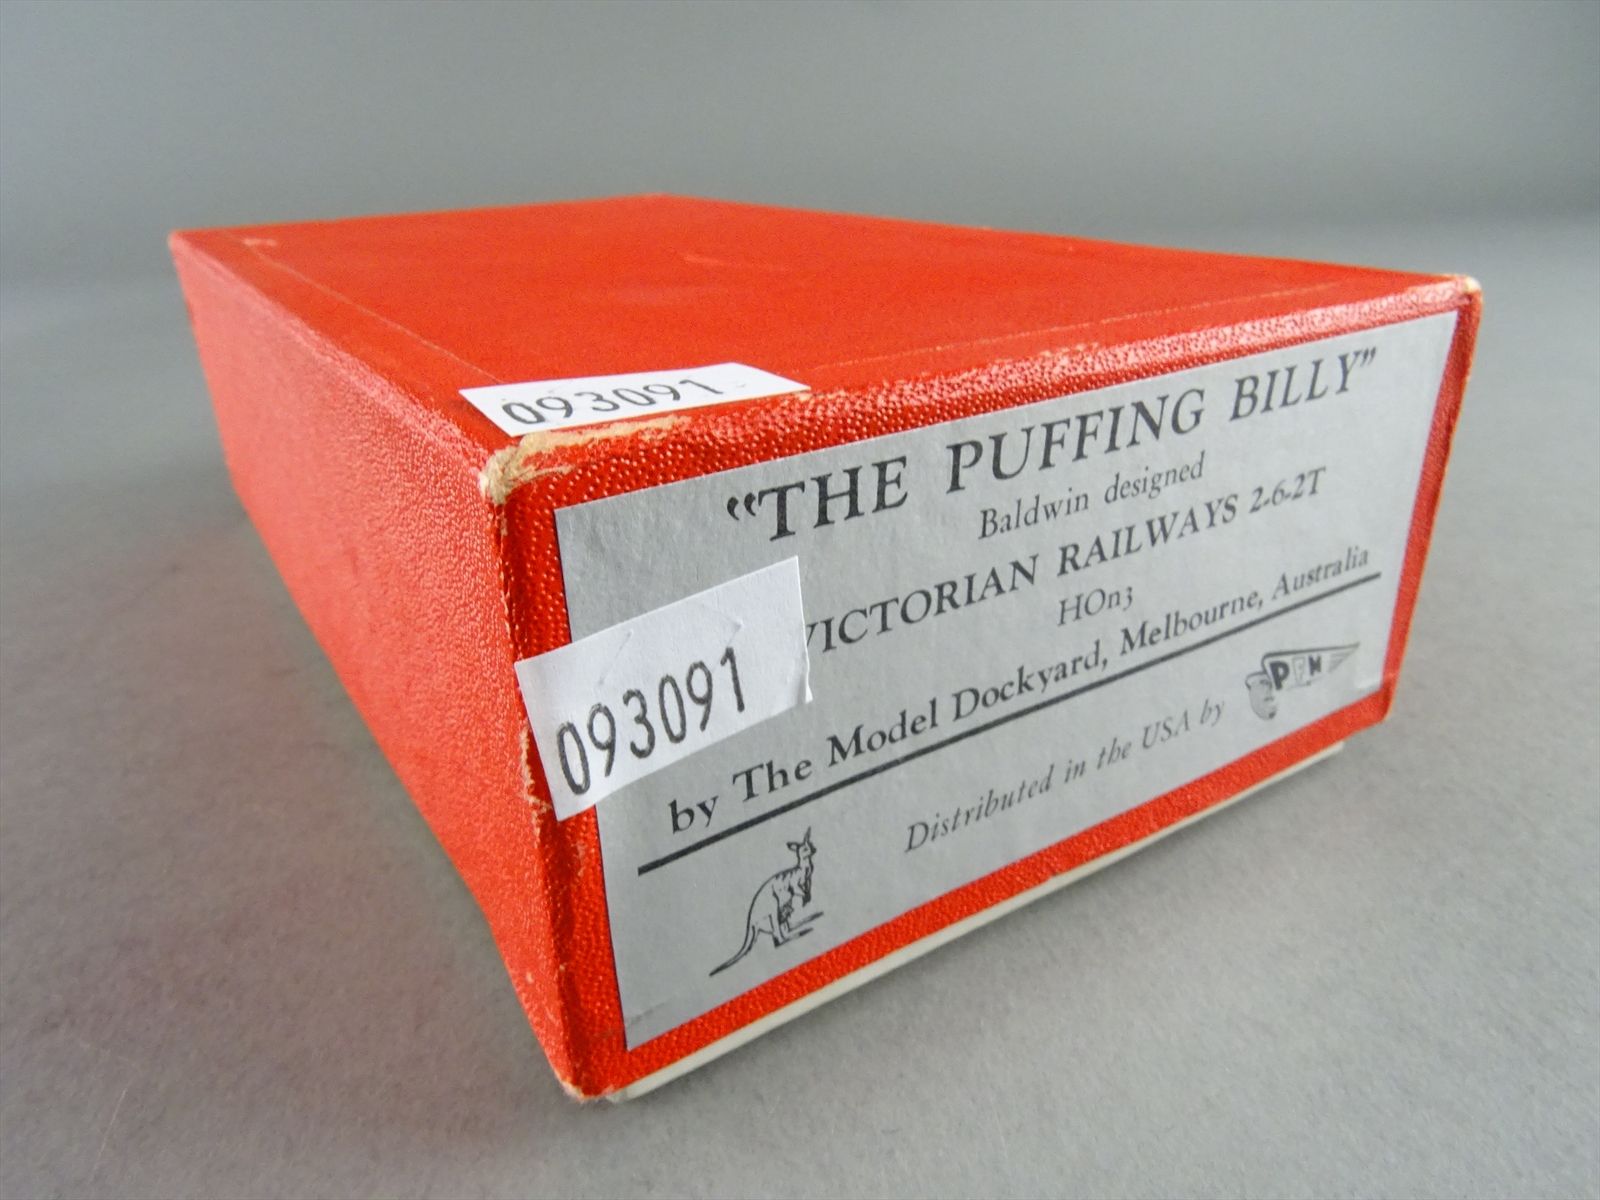 093091
“THE PUFFING BILLY”
Baldwin designed
VICTORIAN RAILWAYS 2-6-2T
HOn3
093091
by The Model Dockyard, Melbourne, Australia
Distributed in the USA by
PFM